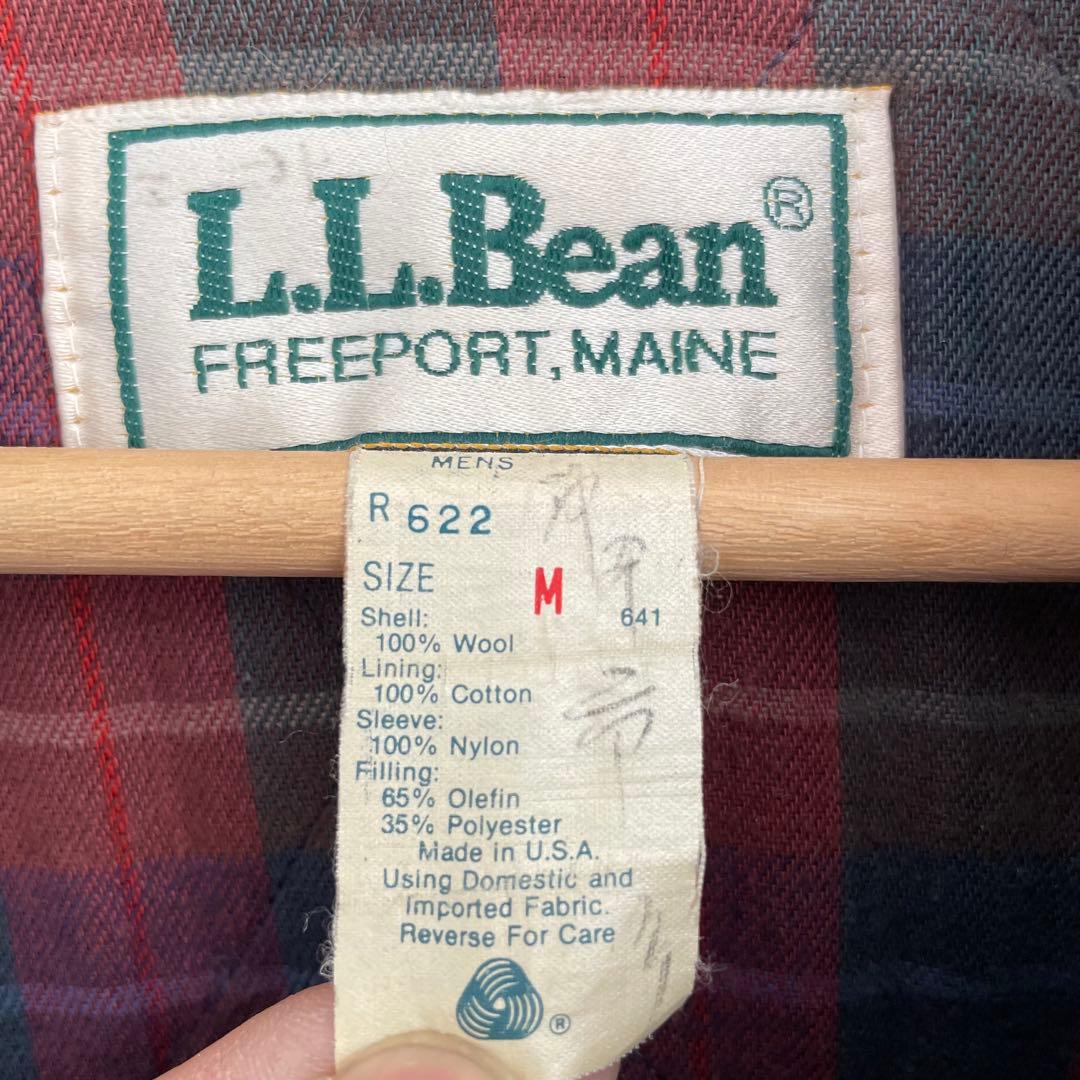 L.L.Bean®
FREEPORT, MAINE
MENS
R 622
SIZE M
Shell: 641
100% Wool
Lining:
100% Cotton
Sleeve:
100% Nylon
Filling:
65% Olefin
35% Polyester
Made in U.S.A.
Using Domestic and
Imported Fabric.
Reverse For Care
®